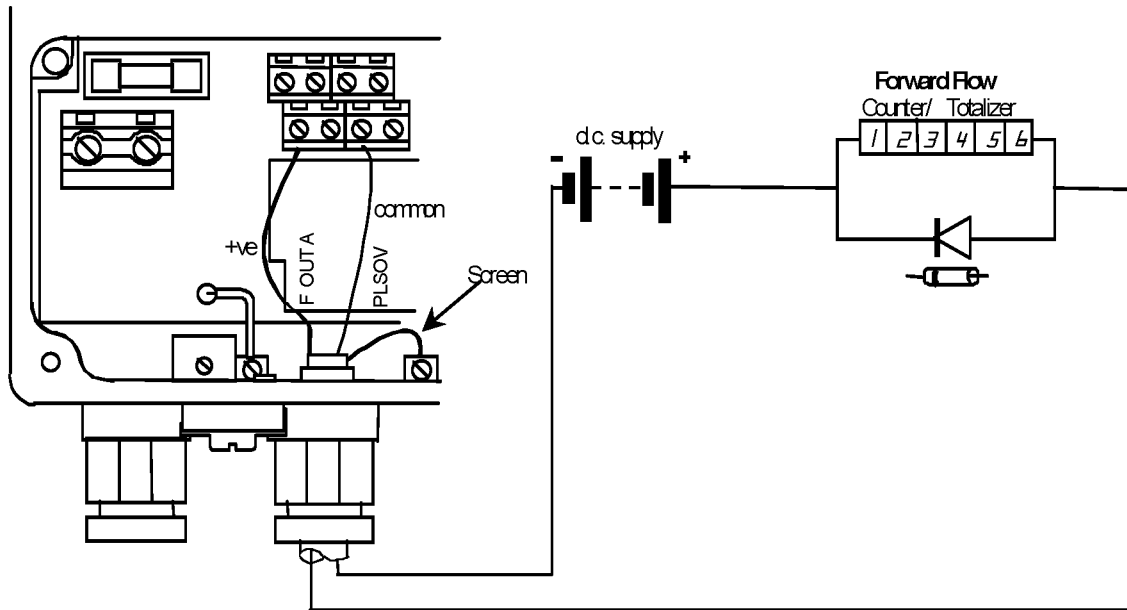 Forward Flow
Counter/ Totalizer
1 2 3 4 5 6
d.c. supply
- +
common
+ve
F OUT A
PLSOV
Screen